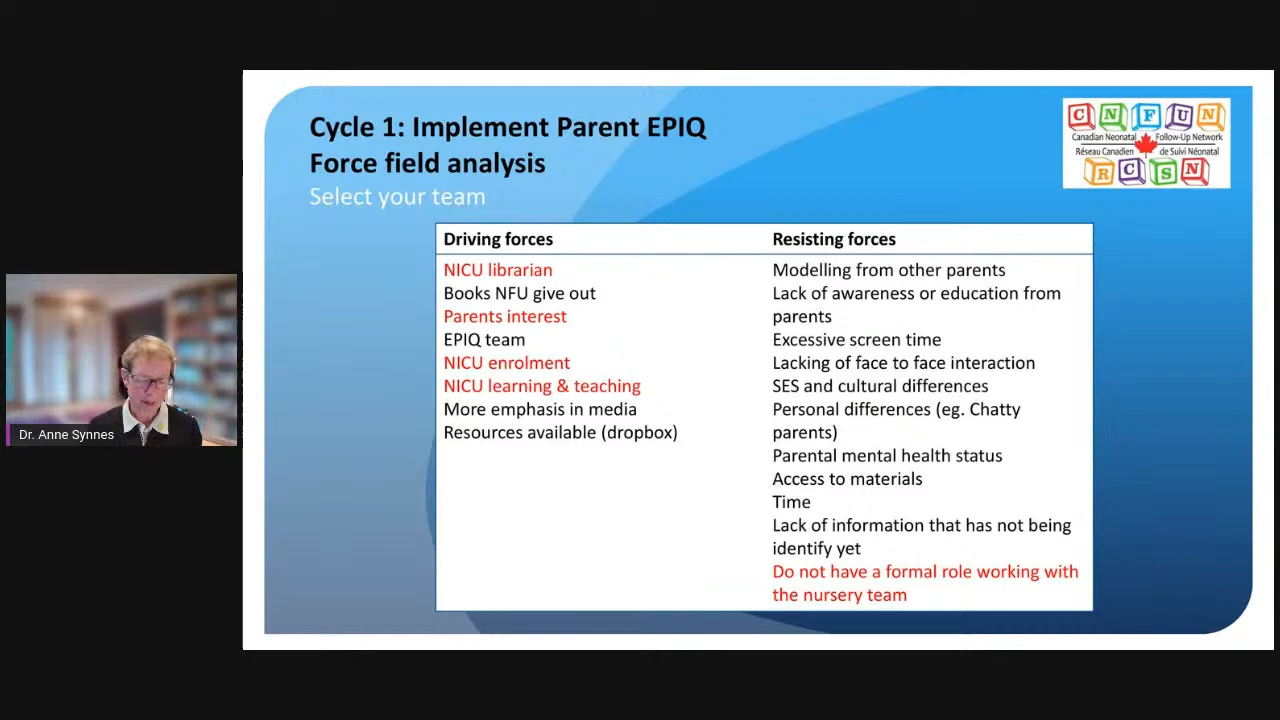 Cycle 1: Implement Parent EPIQ
Force field analysis
Select your team
C N F U N
Canadian Neonatal Follow-Up Network
Réseau Canadien de Suivi Néonatal
R C S N
Driving forces
NICU librarian
Books NFU give out
Parents interest
EPIQ team
NICU enrolment
NICU learning & teaching
More emphasis in media
Resources available (dropbox)
Resisting forces
Modelling from other parents
Lack of awareness or education from
parents
Excessive screen time
Lacking of face to face interaction
SES and cultural differences
Personal differences (eg. Chatty
parents)
Parental mental health status
Access to materials
Time
Lack of information that has not being
identify yet
Do not have a formal role working with
the nursery team
Dr. Anne Synnes